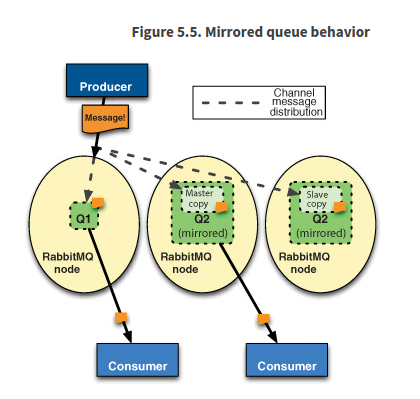 Figure 5.5. Mirrored queue behavior
Producer
Message!
Channel
message
distribution
Q1
RabbitMQ
node
Master
copy
Q2
(mirrored)
RabbitMQ
node
Slave
copy
Q2
(mirrored)
RabbitMQ
node
Consumer
Consumer